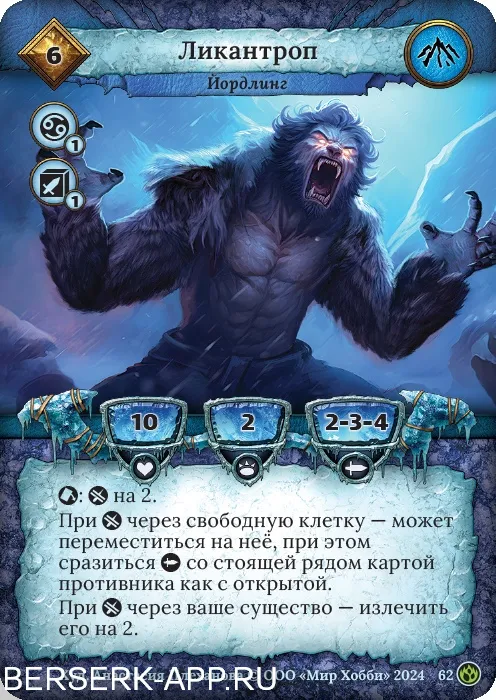 6
Ликантроп
Йордлинг
1
1
10
2
2-3-4
: на 2.
При через свободную клетку — может
переместиться на неё, при этом
сразиться со стоящей рядом картой
противника как с открытой.
При через ваше существо — излечить
его на 2.
ООО «Мир Хобби» 2024 62
BERSERK-APP.RU